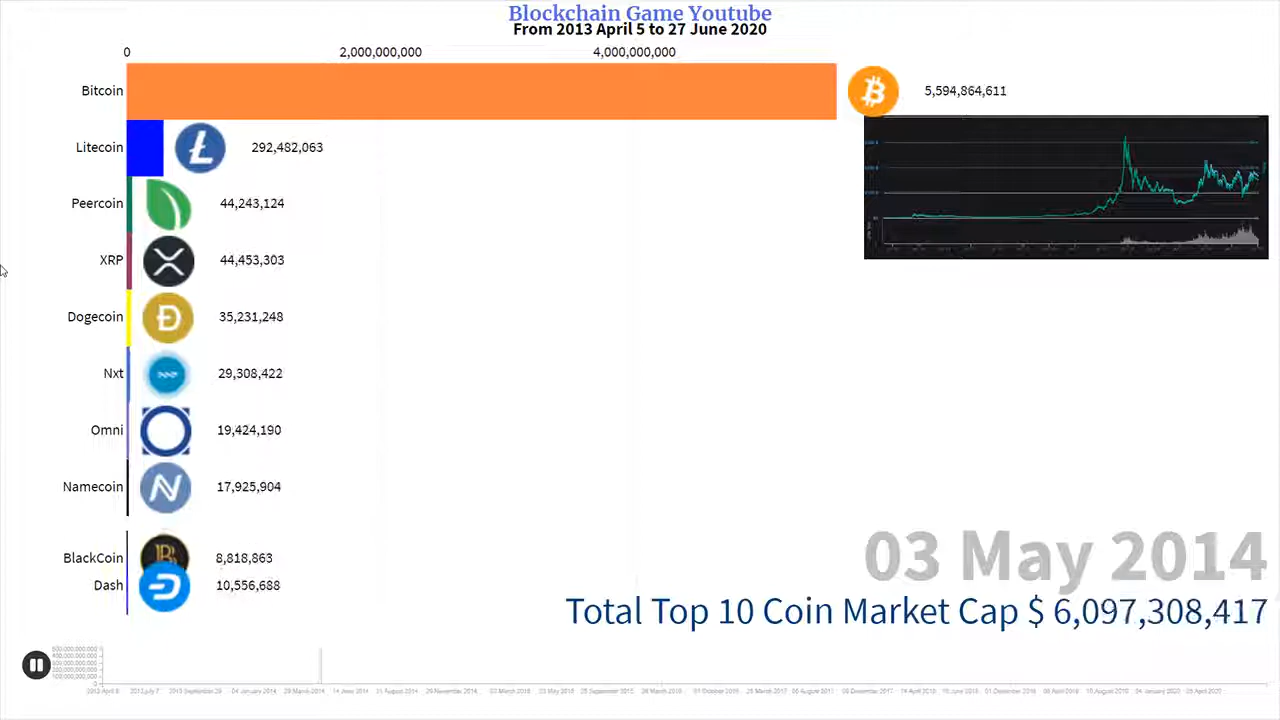 Blockchain Game Youtube
From 2013 April 5 to 27 June 2020
0 2,000,000,000 4,000,000,000
Bitcoin 5,594,864,611
Litecoin 292,482,063
Peercoin 44,243,124
XRP 44,453,303
Dogecoin 35,231,248
Nxt 29,308,422
Omni 19,424,190
Namecoin 17,925,904
BlackCoin 8,818,863
Dash 10,556,688
03 May 2014
Total Top 10 Coin Market Cap $ 6,097,308,417